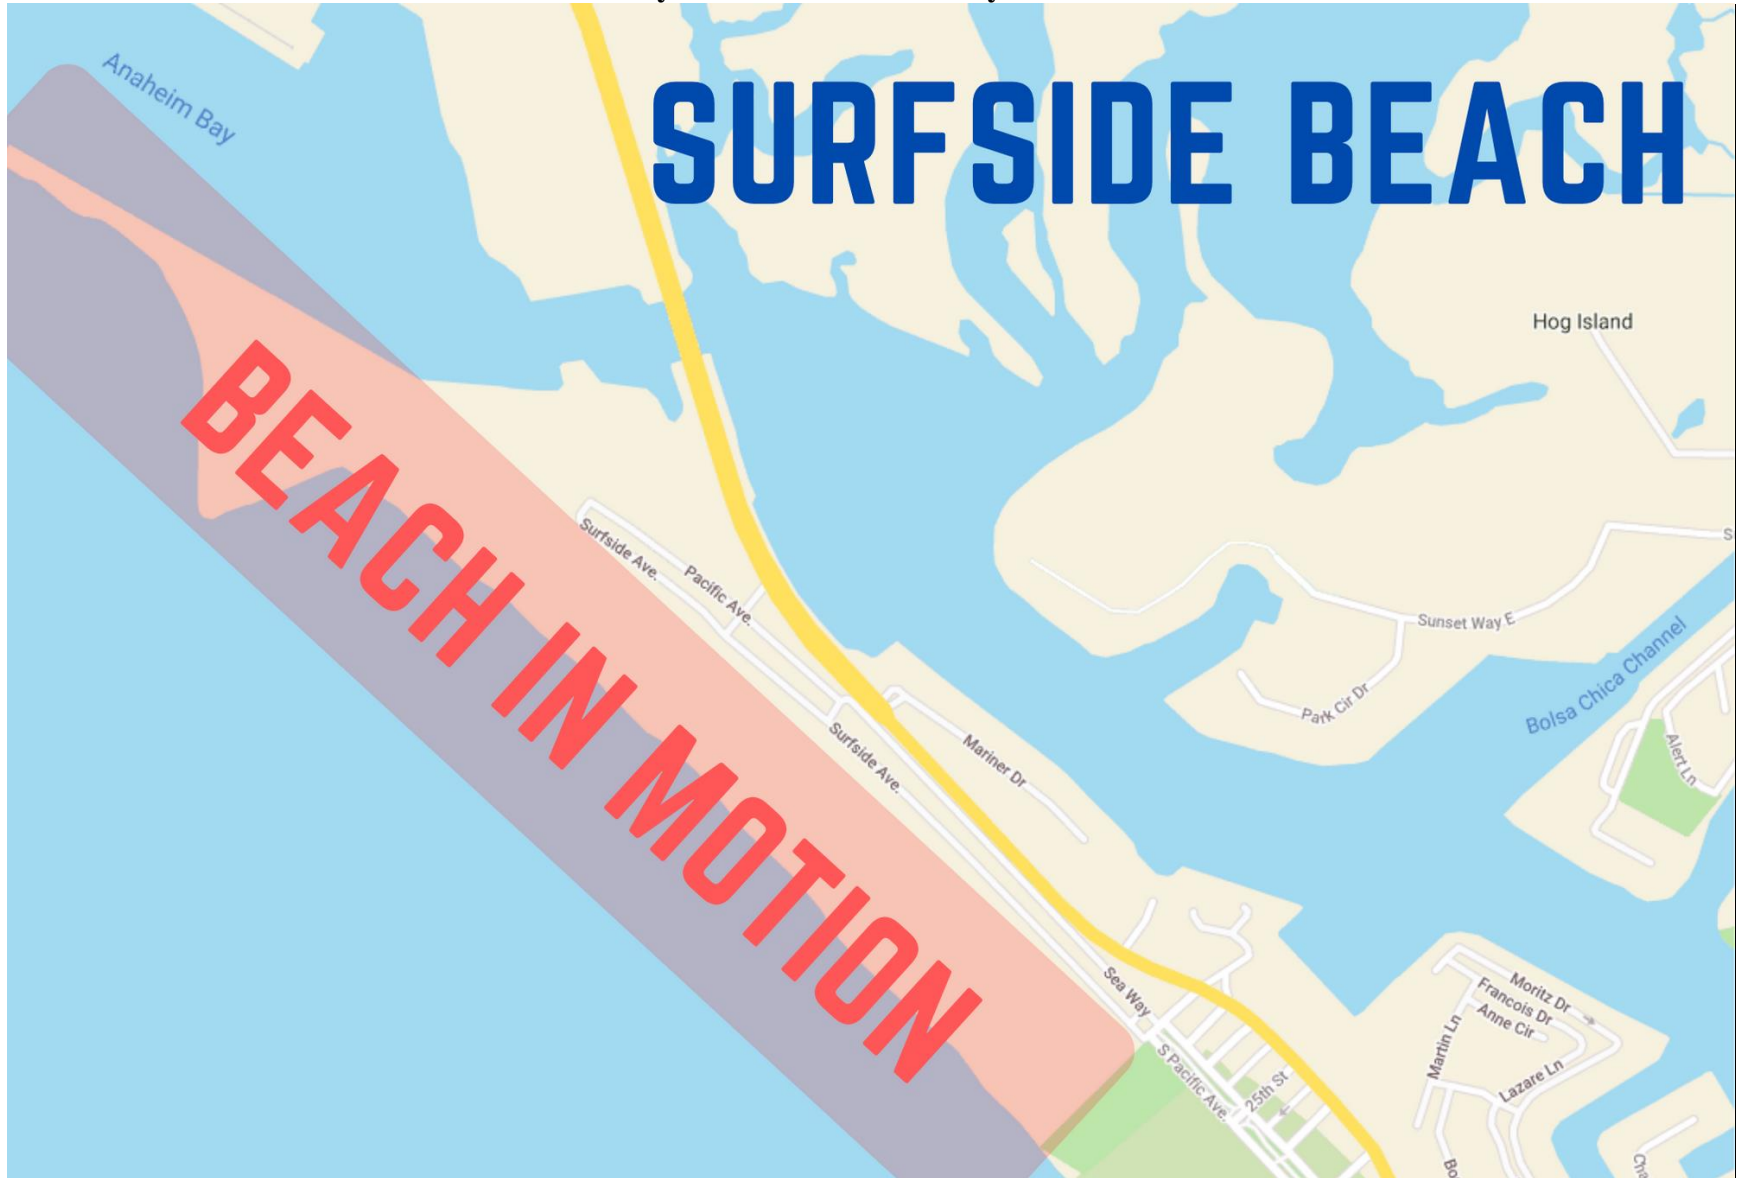 Anaheim Bay
SURFSIDE BEACH
Hog Island
BEACH IN MOTION
Surfside Ave.
Pacific Ave.
Sunset Way E
S
Bolsa Chica Channel
Park Cir Dr
Surfside Ave.
Mariner Dr
Alert Ln
Sea Way
Moritz Dr
Francois Dr
Anne Cir
Martin Ln
Lazare Ln
S Pacific Ave.
25th St
Bo
Cha